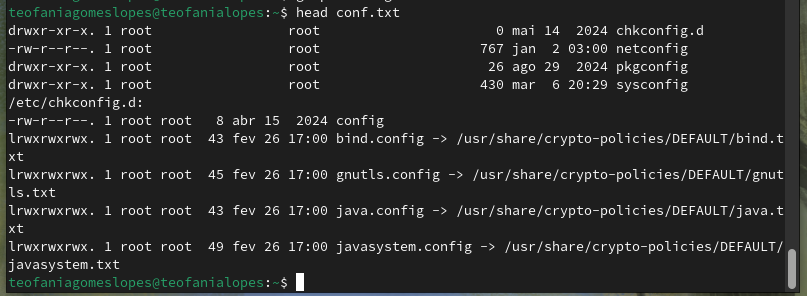 teofaniagomeslopes@teofanialopes:~$ head conf.txt
drwxr-xr-x. 1 root                root                   0 mai 14  2024 chkconfig.d
-rw-r--r--. 1 root                root                 767 jan  2 03:00 netconfig
drwxr-xr-x. 1 root                root                  26 ago 29  2024 pkgconfig
drwxr-xr-x. 1 root                root                 430 mar  6 20:29 sysconfig
/etc/chkconfig.d:
-rw-r--r--. 1 root root   8 abr 15  2024 config
lrwxrwxrwx. 1 root root  43 fev 26 17:00 bind.config -> /usr/share/crypto-policies/DEFAULT/bind.t
xt
lrwxrwxrwx. 1 root root  45 fev 26 17:00 gnutls.config -> /usr/share/crypto-policies/DEFAULT/gnut
ls.txt
lrwxrwxrwx. 1 root root  43 fev 26 17:00 java.config -> /usr/share/crypto-policies/DEFAULT/java.t
xt
lrwxrwxrwx. 1 root root  49 fev 26 17:00 javasystem.config -> /usr/share/crypto-policies/DEFAULT/
javasystem.txt
teofaniagomeslopes@teofanialopes:~$